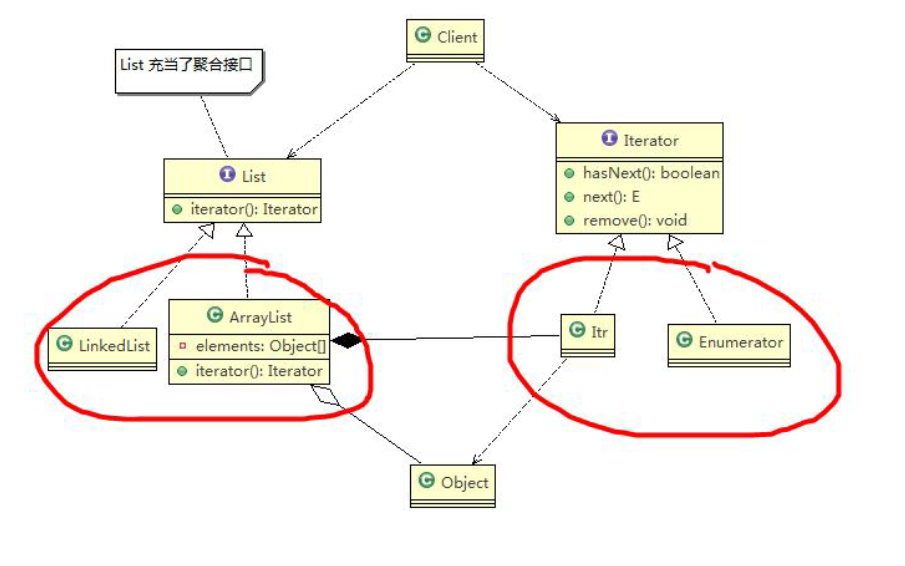 Client
List 充当了聚合接口
Iterator
hasNext(): boolean
next(): E
remove(): void
List
iterator(): Iterator
LinkedList
ArrayList
elements: Object[]
iterator(): Iterator
Itr
Enumerator
Object